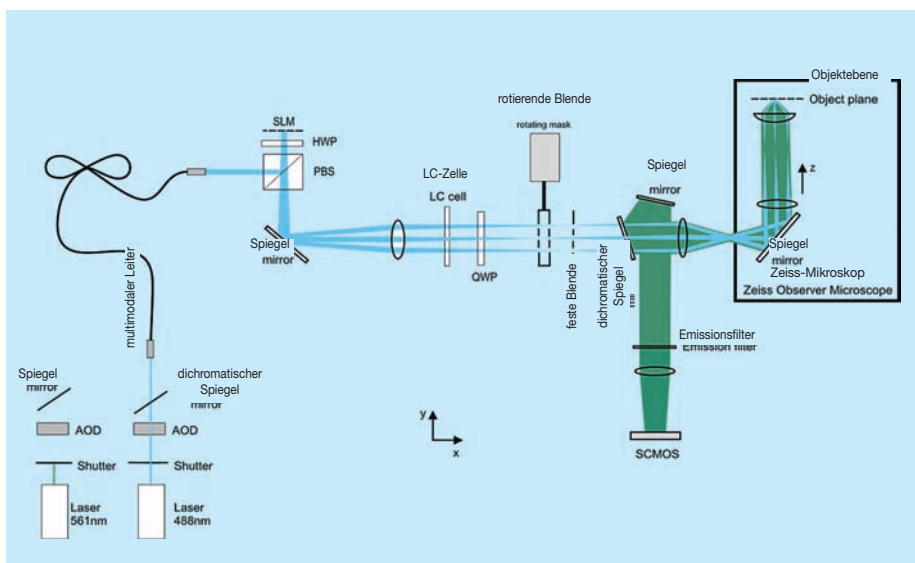 Objektebene
Object plane
z
Spiegel
mirror
Zeiss-Mikroskop
Zeiss Observer Microscope
rotierende Blende
rotating mask
SLM
HWP
PBS
Spiegel
mirror
LC-Zelle
LC cell
QWP
feste Blende
dichromatischer
Spiegel
Spiegel
mirror
Emissionsfilter
Emission filter
SCMOS
y
x
multimodaler Leiter
Spiegel
mirror
dichromatischer
Spiegel
mirror
AOD
AOD
Shutter
Shutter
Laser
561nm
Laser
488nm